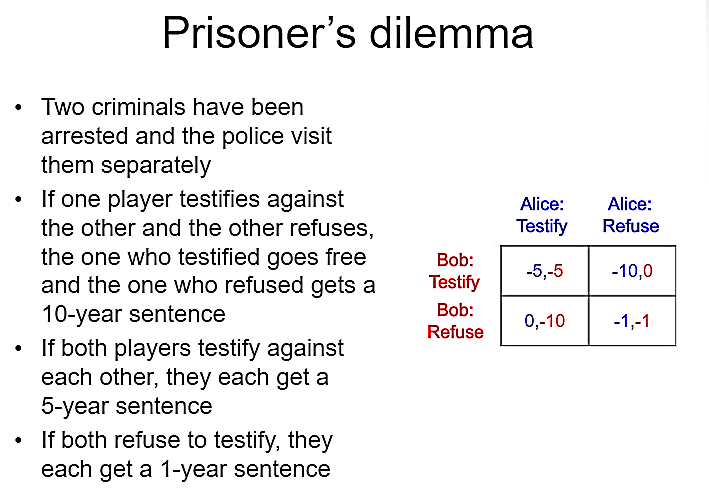 Prisoner's dilemma
• Two criminals have been
arrested and the police visit
them separately
• If one player testifies against
the other and the other refuses,
the one who testified goes free
and the one who refused gets a
10-year sentence
• If both players testify against
each other, they each get a
5-year sentence
• If both refuse to testify, they
each get a 1-year sentence
Alice: Alice:
Testify Refuse
Bob:
Testify -5,-5 -10,0
Bob:
Refuse 0,-10 -1,-1